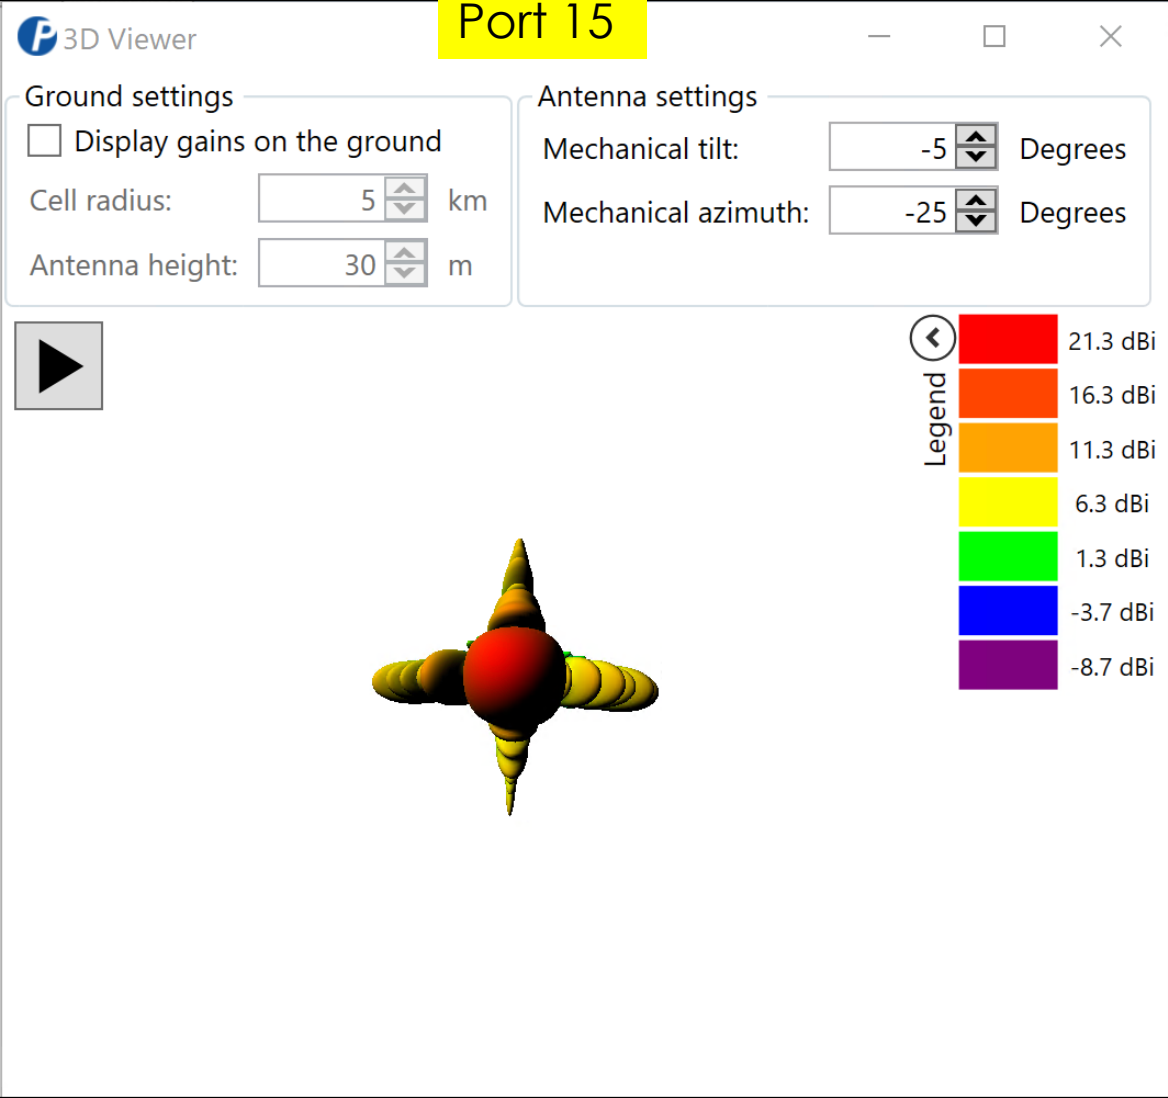 Port 15
3D Viewer
Ground settings
Display gains on the ground
Cell radius: 5 km
Antenna height: 30 m
Antenna settings
Mechanical tilt: -5 Degrees
Mechanical azimuth: -25 Degrees
Legend
21.3 dBi
16.3 dBi
11.3 dBi
6.3 dBi
1.3 dBi
-3.7 dBi
-8.7 dBi